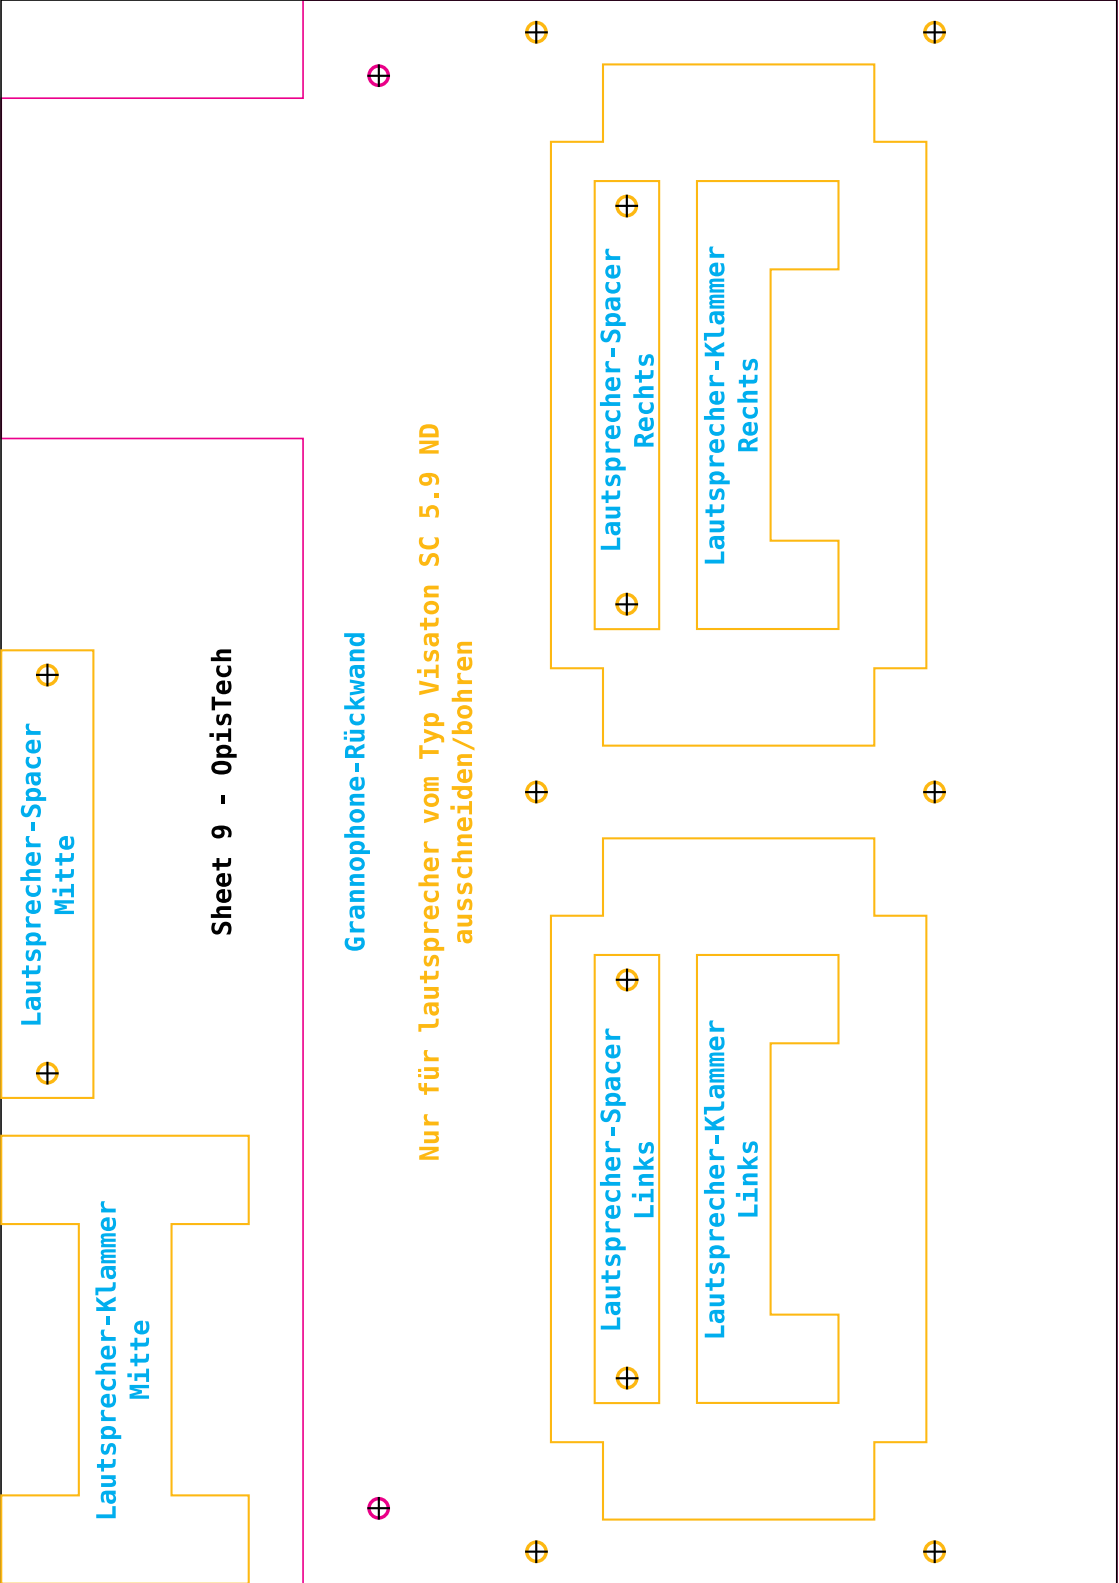 Lautsprecher-Spacer
Mitte
Lautsprecher-Klammer
Mitte
Sheet 9 - OpisTech
Grannophone-Rückwand
Nur für lautsprecher vom Typ Visaton SC 5.9 ND
ausschneiden/bohren
Lautsprecher-Spacer
Rechts
Lautsprecher-Klammer
Rechts
Lautsprecher-Spacer
Links
Lautsprecher-Klammer
Links